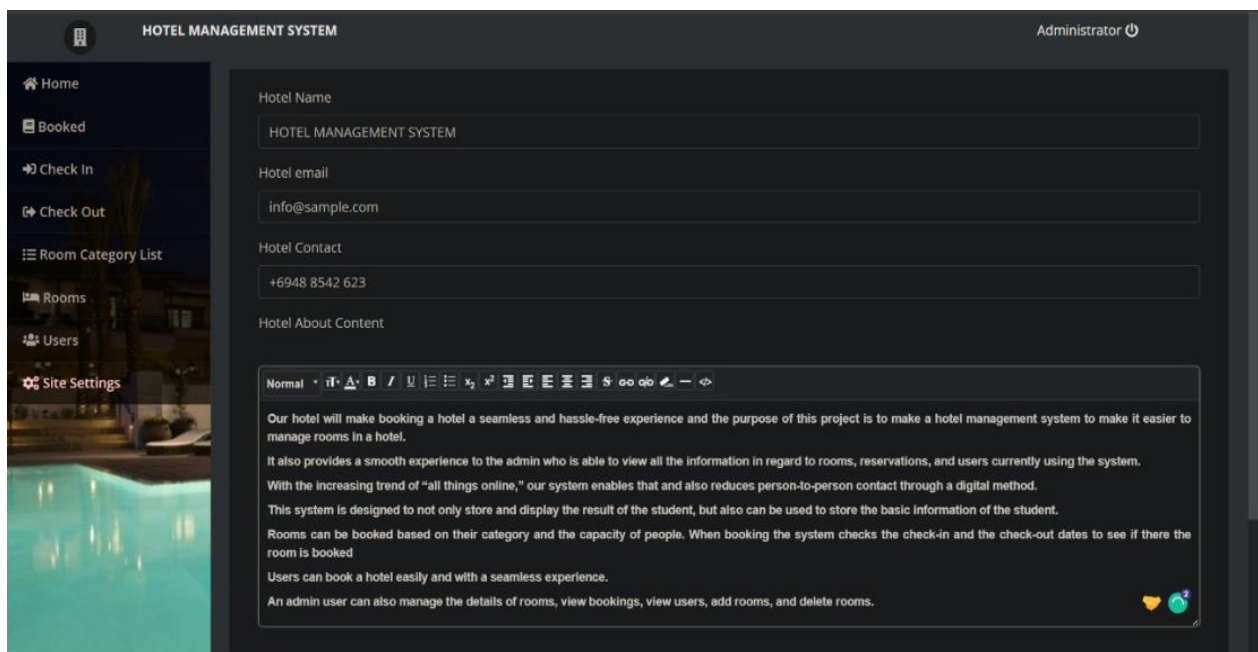 HOTEL MANAGEMENT SYSTEM
Administrator
Home
Booked
Check In
Check Out
Room Category List
Rooms
Users
Site Settings
Hotel Name
HOTEL MANAGEMENT SYSTEM
Hotel email
info@sample.com
Hotel Contact
+6948 8542 623
Hotel About Content
Normal
Our hotel will make booking a hotel a seamless and hassle-free experience and the purpose of this project is to make a hotel management system to make it easier to
manage rooms in a hotel.
It also provides a smooth experience to the admin who is able to view all the information in regard to rooms, reservations, and users currently using the system.
With the increasing trend of “all things online,” our system enables that and also reduces person-to-person contact through a digital method.
This system is designed to not only store and display the result of the student, but also can be used to store the basic information of the student.
Rooms can be booked based on their category and the capacity of people. When booking the system checks the check-in and the check-out dates to see if there the
room is booked
Users can book a hotel easily and with a seamless experience.
An admin user can also manage the details of rooms, view bookings, view users, add rooms, and delete rooms.
2